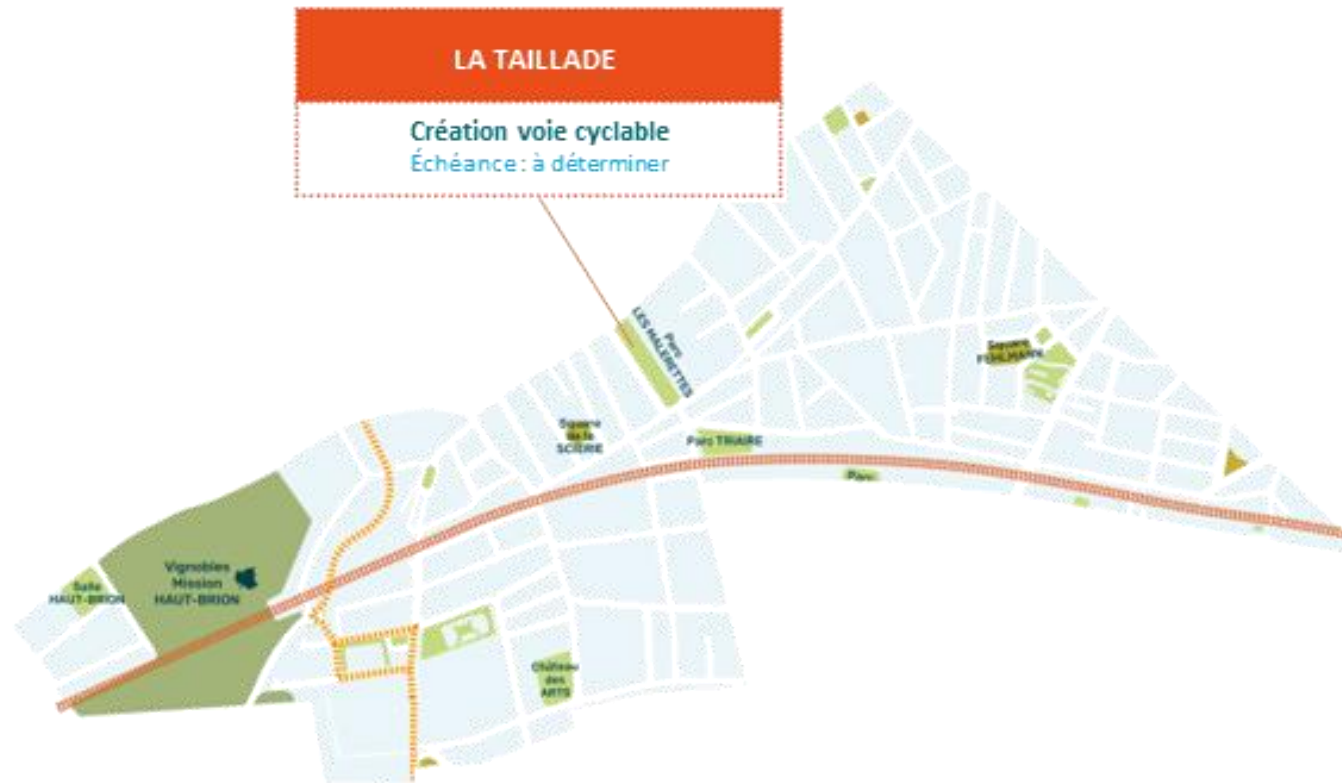 LA TAILLADE
Création voie cyclable
Échéance : à déterminer
Parc
LES MALERETTES
Square
FEHLMANN
Square
de la
SCIERIE
Parc TRIAIRE
Parc
Vignobles
Mission
HAUT-BRION
Salle
HAUT-BRION
Château
des
ARTS